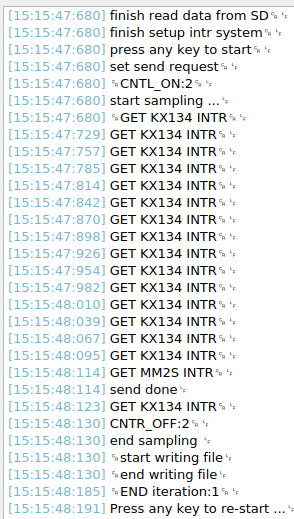 [15:15:47:680] finish read data from SD␍␊
[15:15:47:680] finish setup intr system␍␊
[15:15:47:680] press any key to start␍␊
[15:15:47:680] set send request␍␊
[15:15:47:680] ␍CNTL_ON:2␍␊
[15:15:47:680] start sampling ...␍␊
[15:15:47:680] ␍GET KX134 INTR␍␊
[15:15:47:729] GET KX134 INTR␍␊
[15:15:47:757] GET KX134 INTR␍␊
[15:15:47:785] GET KX134 INTR␍␊
[15:15:47:814] GET KX134 INTR␍␊
[15:15:47:842] GET KX134 INTR␍␊
[15:15:47:870] GET KX134 INTR␍␊
[15:15:47:898] GET KX134 INTR␍␊
[15:15:47:926] GET KX134 INTR␍␊
[15:15:47:954] GET KX134 INTR␍␊
[15:15:47:982] GET KX134 INTR␍␊
[15:15:48:010] GET KX134 INTR␍␊
[15:15:48:039] GET KX134 INTR␍␊
[15:15:48:067] GET KX134 INTR␍␊
[15:15:48:095] GET KX134 INTR␍␊
[15:15:48:114] GET MM2S INTR␍␊
[15:15:48:114] send done␊
[15:15:48:123] GET KX134 INTR␍␊
[15:15:48:130] CNTR_OFF:2␍␊
[15:15:48:130] end sampling ␊
[15:15:48:130] ␍start writing file␊
[15:15:48:130] ␍end writing file␊
[15:15:48:185] ␍END iteration:1␍␊
[15:15:48:191] Press any key to re-start ...␍␊